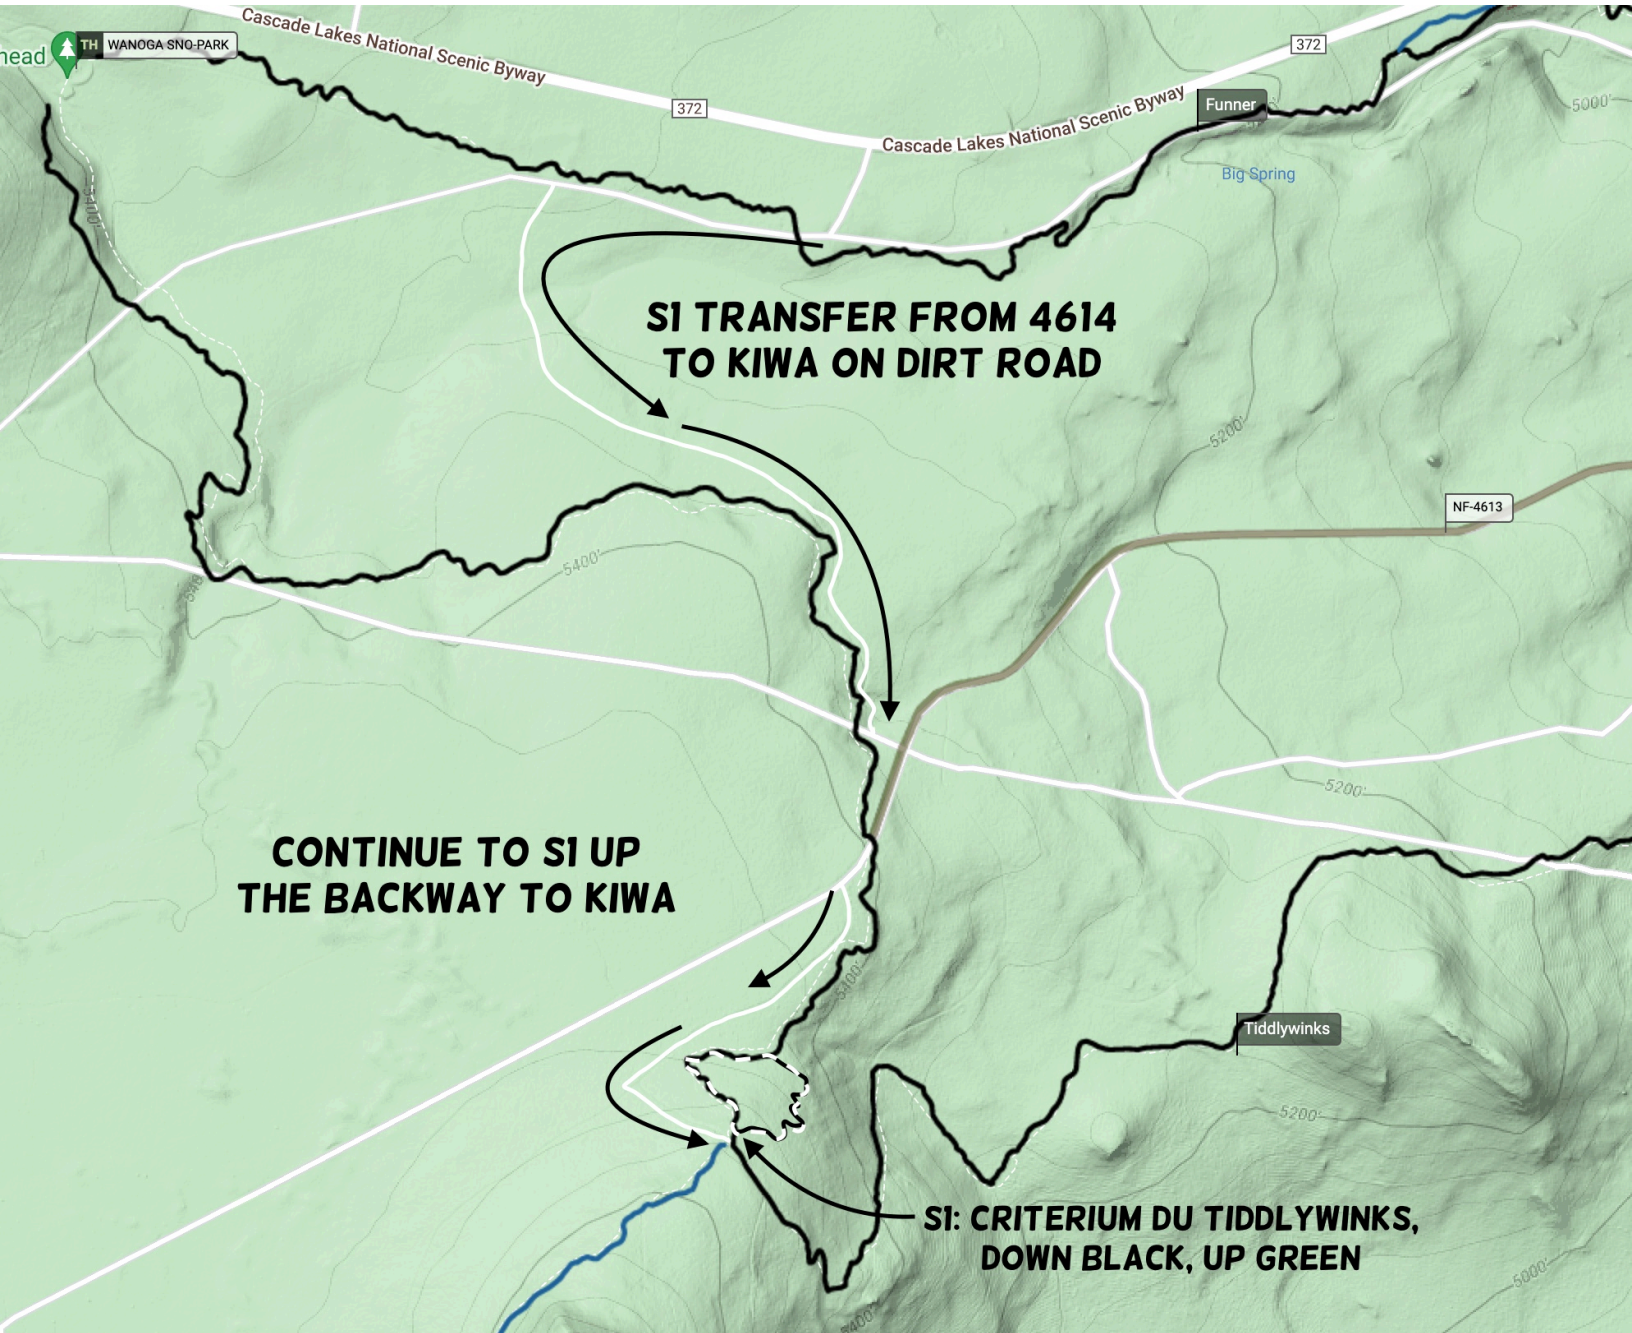 Cascade Lakes National Scenic Byway
372
head
TH WANOGA SNO-PARK
372
Cascade Lakes National Scenic Byway
Funner
5000'
Big Spring
5400'
S1 TRANSFER FROM 4614
TO KIWA ON DIRT ROAD
5200'
NF-4613
5400'
5200'
CONTINUE TO S1 UP
THE BACKWAY TO KIWA
5400'
Tiddlywinks
5200'
S1: CRITERIUM DU TIDDLYWINKS,
DOWN BLACK, UP GREEN
5000'
5400'